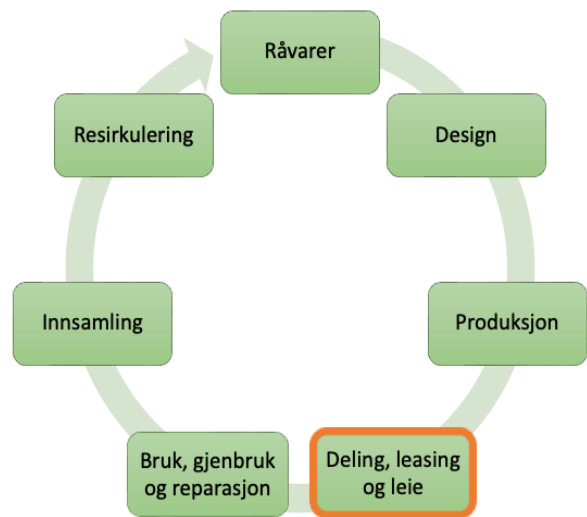 Råvarer
Design
Produksjon
Deling, leasing
og leie
Bruk, gjenbruk
og reparasjon
Innsamling
Resirkulering